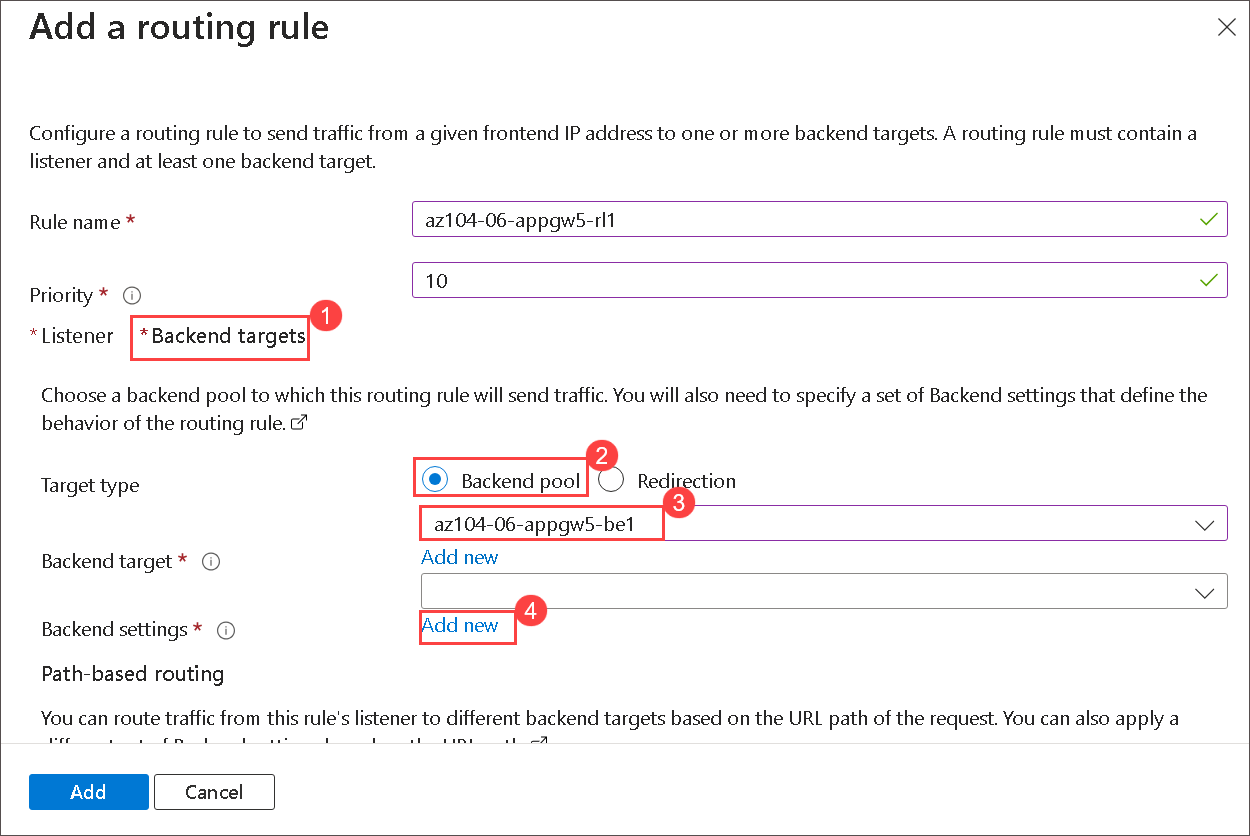 Add a routing rule
Configure a routing rule to send traffic from a given frontend IP address to one or more backend targets. A routing rule must contain a
listener and at least one backend target.
Rule name *
az104-06-appgw5-rl1
Priority *
10
* Listener
* Backend targets
1
Choose a backend pool to which this routing rule will send traffic. You will also need to specify a set of Backend settings that define the
behavior of the routing rule.
Target type
Backend pool
2
Redirection
az104-06-appgw5-be1
3
Backend target *
Add new
Backend settings *
Add new
4
Path-based routing
You can route traffic from this rule's listener to different backend targets based on the URL path of the request. You can also apply a
Add
Cancel